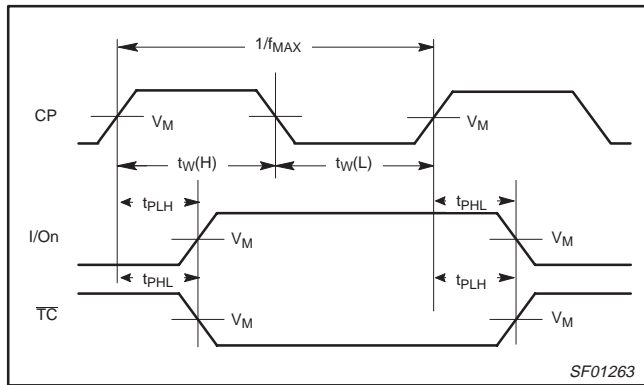 1/fMAX
CP
VM
VM
tW(H)
tW(L)
tPLH
tPHL
I/On
VM
VM
tPHL
tPLH
TC
VM
VM
SF01263